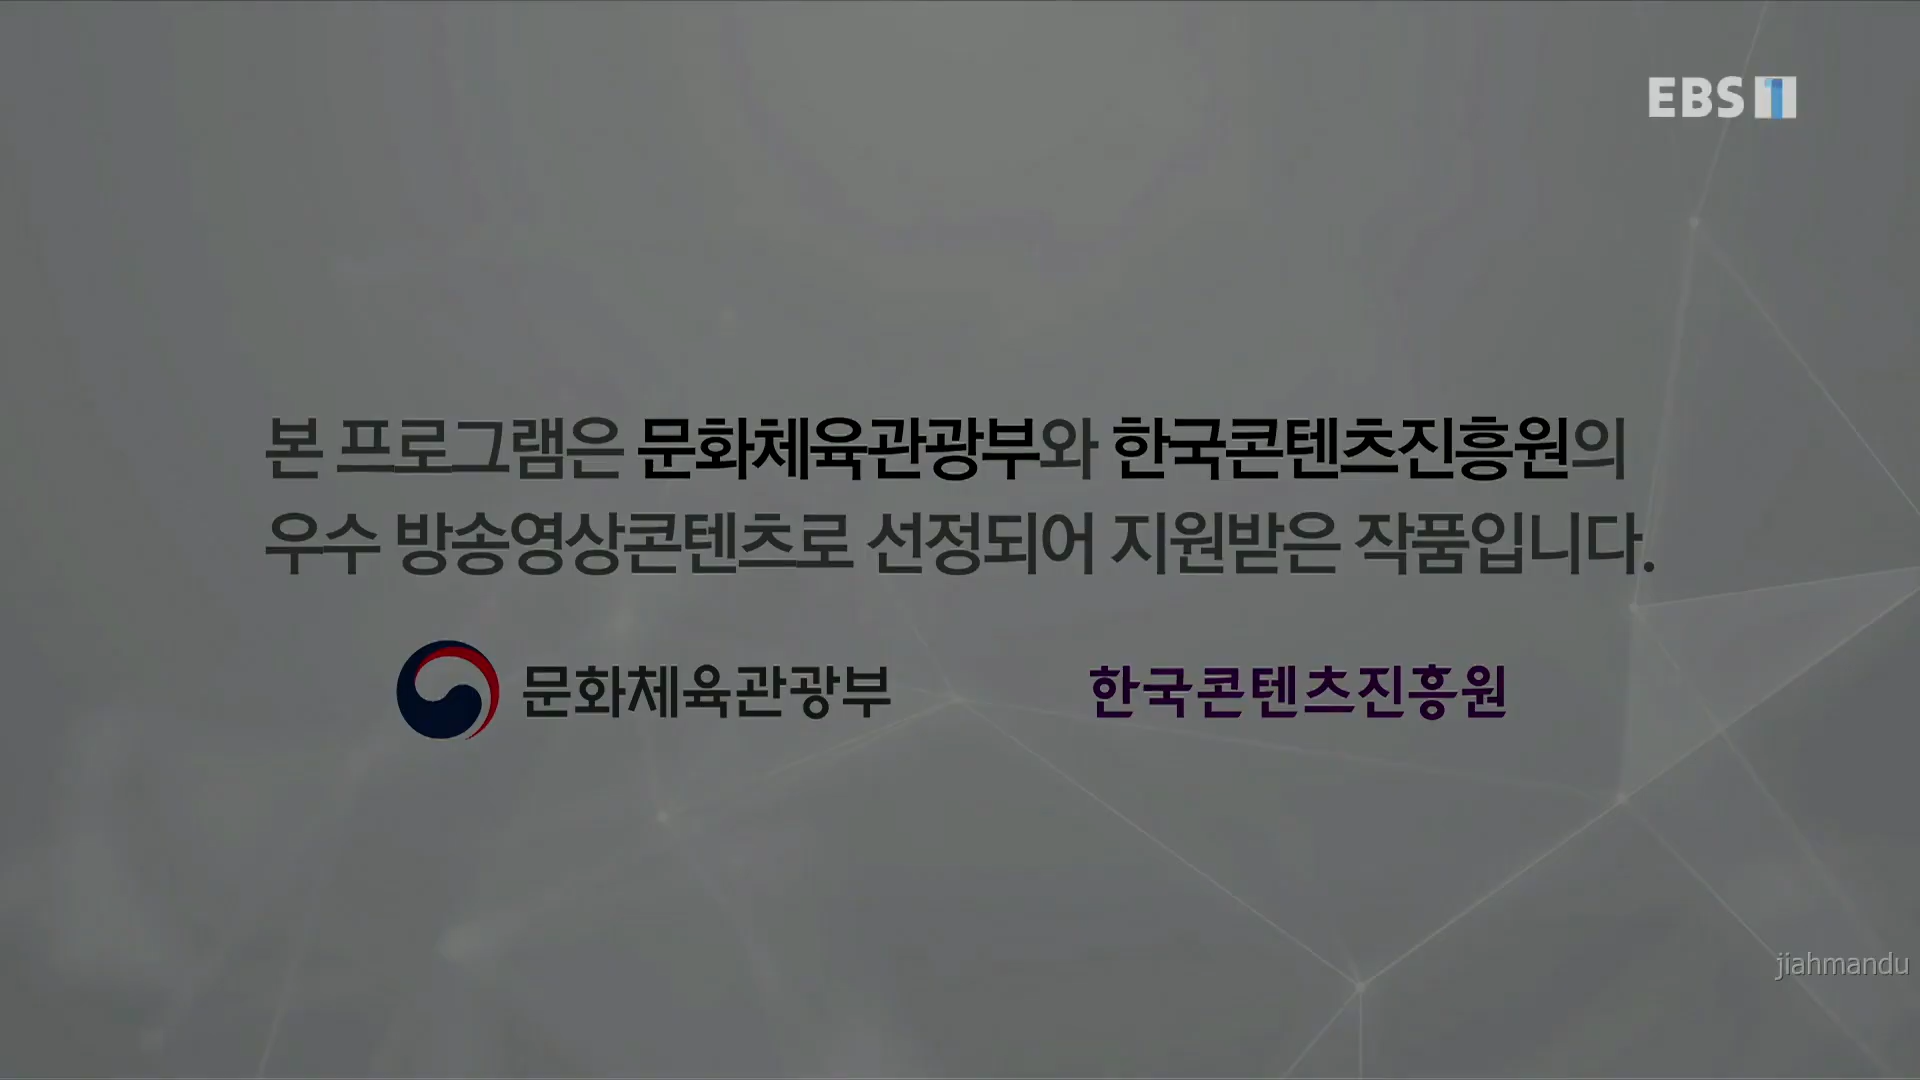 EBS 1
본 프로그램은 문화체육관광부와 한국콘텐츠진흥원의
우수 방송영상콘텐츠로 선정되어 지원받은 작품입니다.
문화체육관광부 한국콘텐츠진흥원
jiahmandu